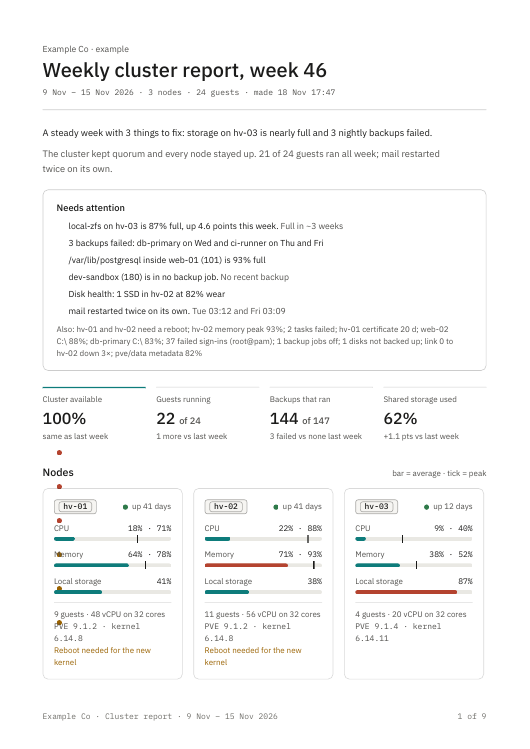 Example Co · example
Weekly cluster report, week 46
9 Nov – 15 Nov 2026 · 3 nodes · 24 guests · made 18 Nov 17:47
A steady week with 3 things to fix: storage on hv-03 is nearly full and 3 nightly backups failed.
The cluster kept quorum and every node stayed up. 21 of 24 guests ran all week; mail restarted
twice on its own.
Needs attention
local-zfs on hv-03 is 87% full, up 4.6 points this week. Full in ~3 weeks
3 backups failed: db-primary on Wed and ci-runner on Thu and Fri
/var/lib/postgresql inside web-01 (101) is 93% full
dev-sandbox (180) is in no backup job. No recent backup
Disk health: 1 SSD in hv-02 at 82% wear
mail restarted twice on its own. Tue 03:12 and Fri 03:09
Also: hv-01 and hv-02 need a reboot; hv-02 memory peak 93%; 2 tasks failed; hv-01 certificate 20 d; web-02
C:\ 88%; db-primary C:\ 83%; 37 failed sign-ins (root@pam); 1 backup jobs off; 1 disks not backed up; link 0 to
hv-02 down 3×; pve/data metadata 82%
Cluster available
100%
same as last week
Guests running
22 of 24
1 more vs last week
Backups that ran
144 of 147
3 failed vs none last week
Shared storage used
62%
+1.1 pts vs last week
Nodes
bar = average · tick = peak
hv-01
up 41 days
CPU 18% · 71%
Memory 64% · 78%
Local storage 41%
9 guests · 48 vCPU on 32 cores
PVE 9.1.2 · kernel
6.14.8
Reboot needed for the new
kernel
hv-02
up 41 days
CPU 22% · 88%
Memory 71% · 93%
Local storage 38%
11 guests · 56 vCPU on 32 cores
PVE 9.1.2 · kernel
6.14.8
Reboot needed for the new
kernel
hv-03
up 12 days
CPU 9% · 40%
Memory 38% · 52%
Local storage 87%
4 guests · 20 vCPU on 32 cores
PVE 9.1.4 · kernel
6.14.11
Example Co · Cluster report · 9 Nov – 15 Nov 2026
1 of 9